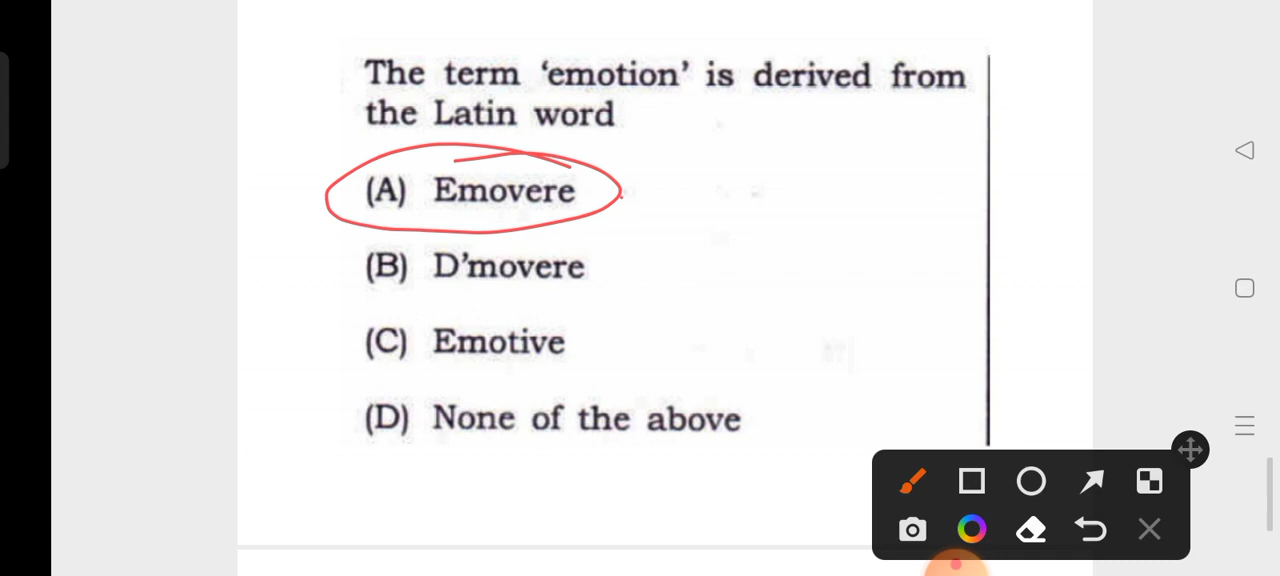 The term ‘emotion’ is derived from
the Latin word
(A) Emovere
(B) D’movere
(C) Emotive
(D) None of the above